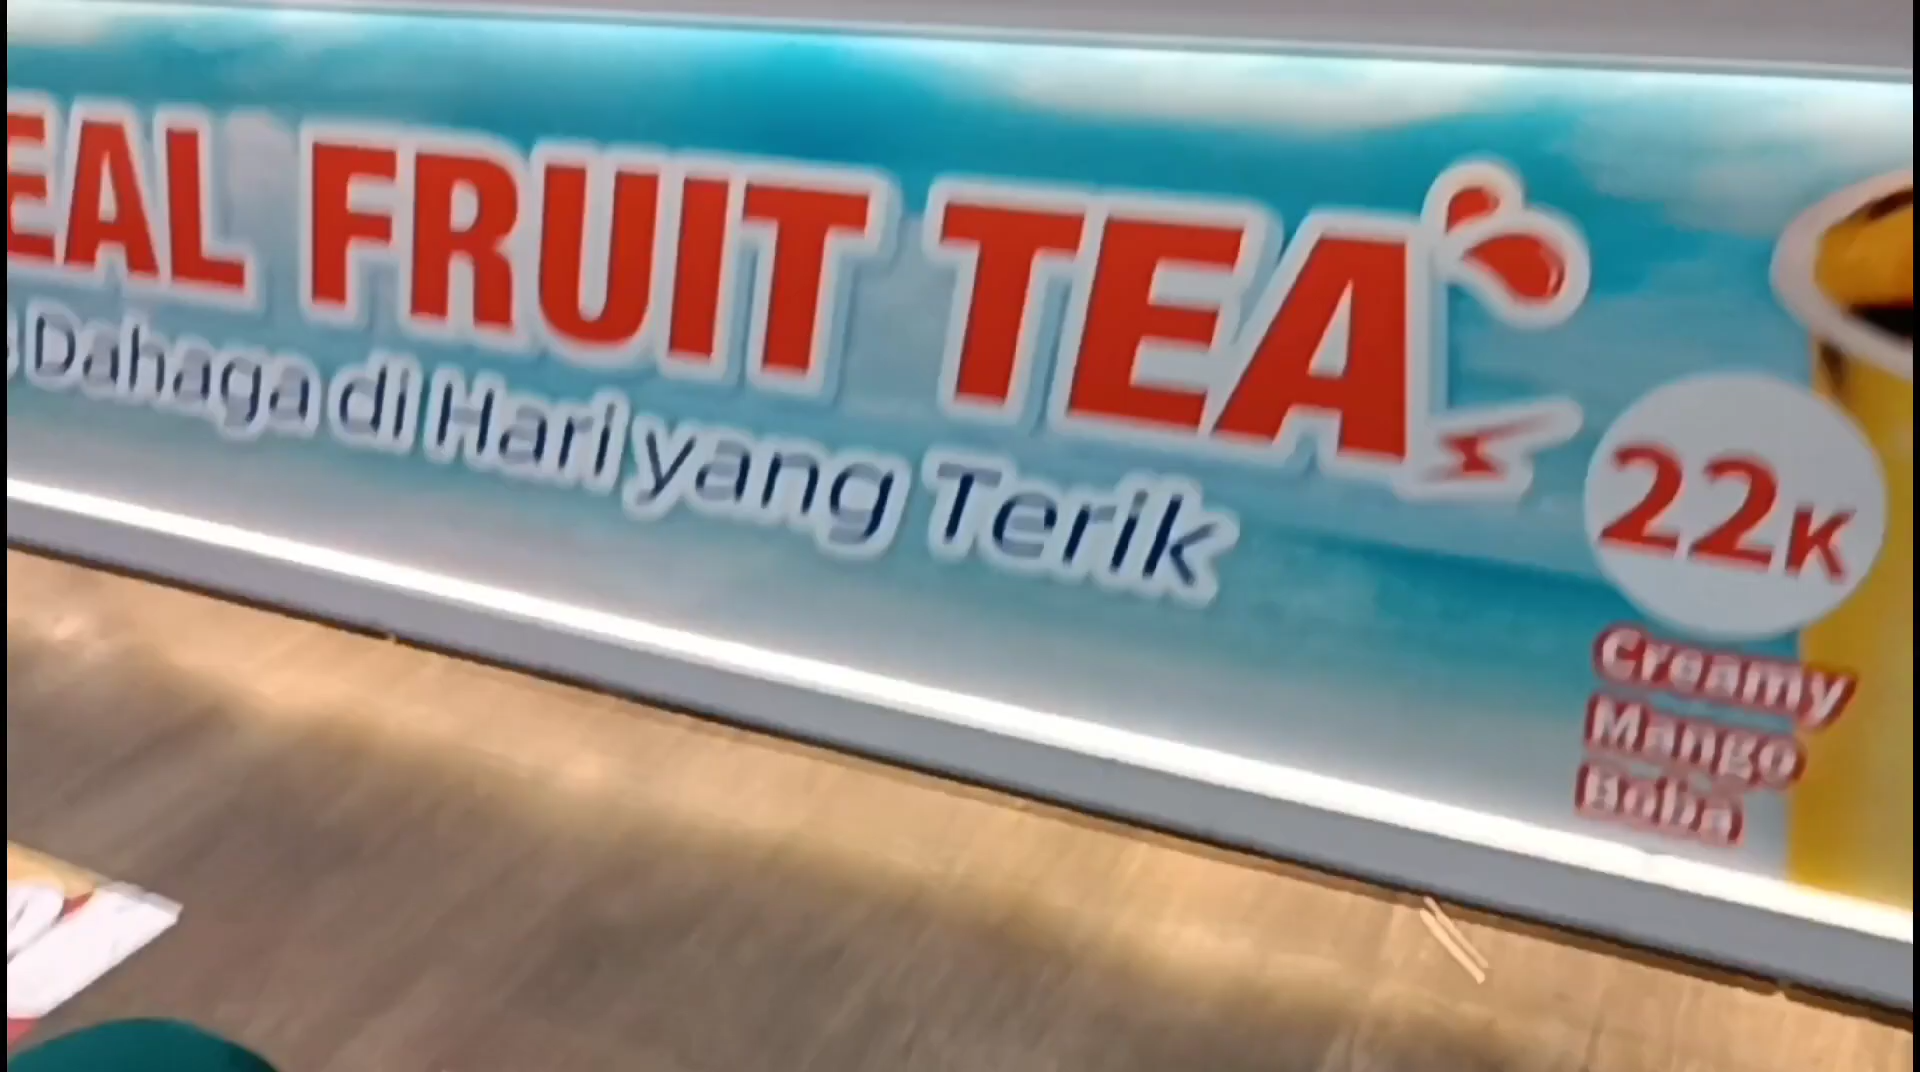 EAL FRUIT TEA
Dahaga di Hari yang Terik
22K
Creamy
Mango
Boba